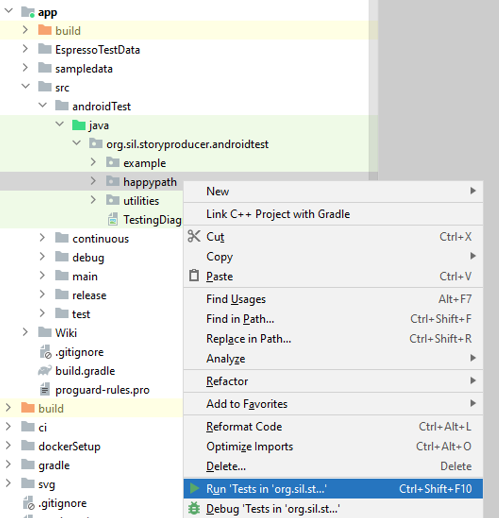 app
build
EspressoTestData
sampledata
src
androidTest
java
org.sil.storyproducer.androidtest
example
happypath
utilities
TestingDiag
continuous
debug
main
release
test
Wiki
.gitignore
build.gradle
proguard-rules.pro
build
ci
dockerSetup
gradle
svg
.gitignore
New
Link C++ Project with Gradle
Cut Ctrl+X
Copy
Paste Ctrl+V
Find Usages Alt+F7
Find in Path... Ctrl+Shift+F
Replace in Path... Ctrl+Shift+R
Analyze
Refactor
Add to Favorites
Reformat Code Ctrl+Alt+L
Optimize Imports Ctrl+Alt+O
Delete... Delete
Run 'Tests in 'org.sil.st...'' Ctrl+Shift+F10
Debug 'Tests in 'org.sil.st...''